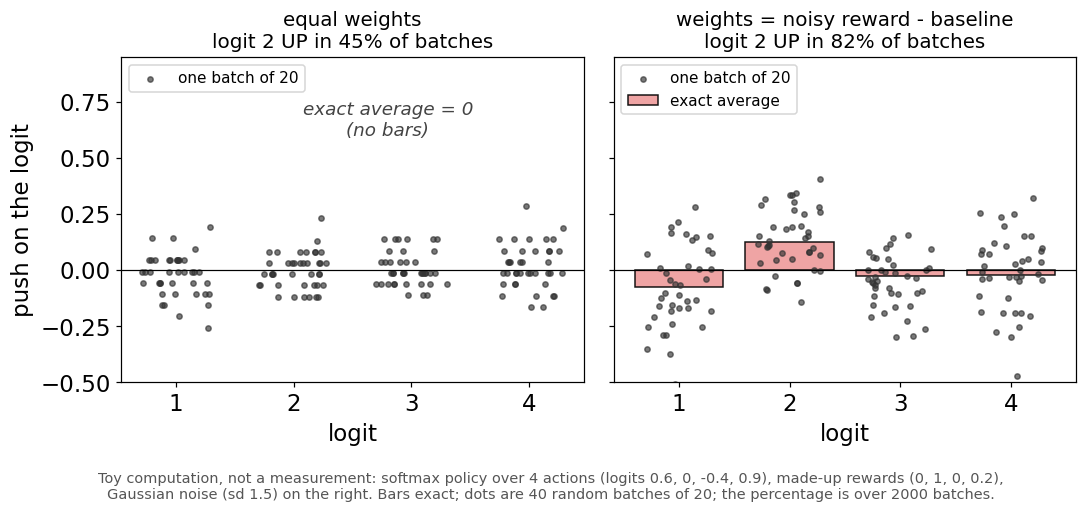 equal weights
logit 2 UP in 45% of batches
weights = noisy reward - baseline
logit 2 UP in 82% of batches
one batch of 20
exact average = 0
(no bars)
one batch of 20
exact average
push on the logit
0.75
0.50
0.25
0.00
−0.25
−0.50
1 2 3 4
logit
1 2 3 4
logit
Toy computation, not a measurement: softmax policy over 4 actions (logits 0.6, 0, -0.4, 0.9), made-up rewards (0, 1, 0, 0.2),
Gaussian noise (sd 1.5) on the right. Bars exact; dots are 40 random batches of 20; the percentage is over 2000 batches.